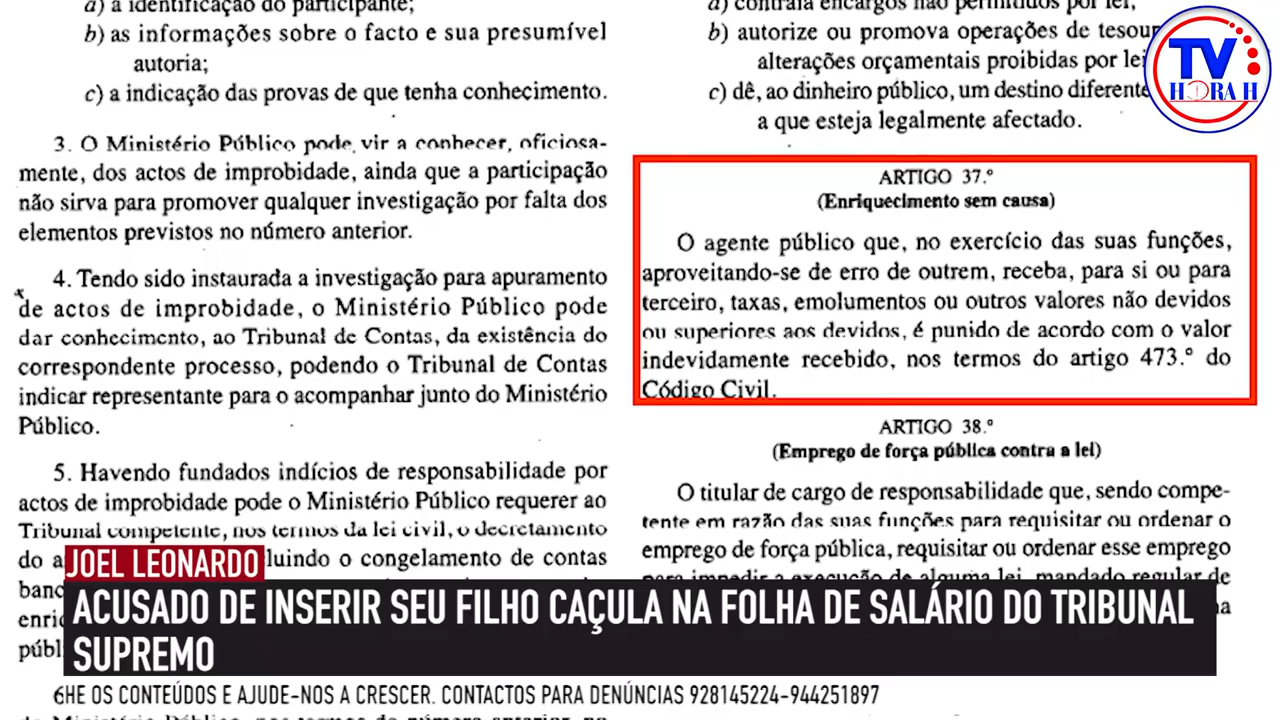 a) a identificação do participante;
b) as informações sobre o facto e sua presumível
autoria;
c) a indicação das provas de que tenha conhecimento.
3. O Ministério Público pode vir a conhecer, oficiosa-
mente, dos actos de improbidade, ainda que a participação
não sirva para promover qualquer investigação por falta dos
elementos previstos no número anterior.
4. Tendo sido instaurada a investigação para apuramento
de actos de improbidade, o Ministério Público pode
dar conhecimento, ao Tribunal de Contas, da existência do
correspondente processo, podendo o Tribunal de Contas
indicar representante para o acompanhar junto do Ministério
Público.
5. Havendo fundados indícios de responsabilidade por
actos de improbidade pode o Ministério Público requerer ao
Tribunal competente, nos termos da lei civil, o decretamento
do a
luindo o congelamento de contas
banc
enri
públ
6
a) contraia encargos não permitidos por lei;
b) autorize ou promova operações de tesour
alterações orçamentais proibidas por lei
c) dê, ao dinheiro público, um destino diferente
a que esteja legalmente afectado.
ARTIGO 37.º
(Enriquecimento sem causa)
O agente público que, no exercício das suas funções,
aproveitando-se de erro de outrem, receba, para si ou para
terceiro, taxas, emolumentos ou outros valores não devidos
ou superiores aos devidos, é punido de acordo com o valor
indevidamente recebido, nos termos do artigo 473.º do
Código Civil.
ARTIGO 38.º
(Emprego de força pública contra a lei)
O titular de cargo de responsabilidade que, sendo compe-
tente em razão das suas funções para requisitar ou ordenar o
emprego de força pública, requisitar ou ordenar esse emprego
para impedir a execução de alguma lei, mandado regular de
TV
HORA H
JOEL LEONARDO
ACUSADO DE INSERIR SEU FILHO CAÇULA NA FOLHA DE SALÁRIO DO TRIBUNAL
SUPREMO
HE OS CONTEÚDOS E AJUDE-NOS A CRESCER. CONTACTOS PARA DENÚNCIAS 928145224-944251897